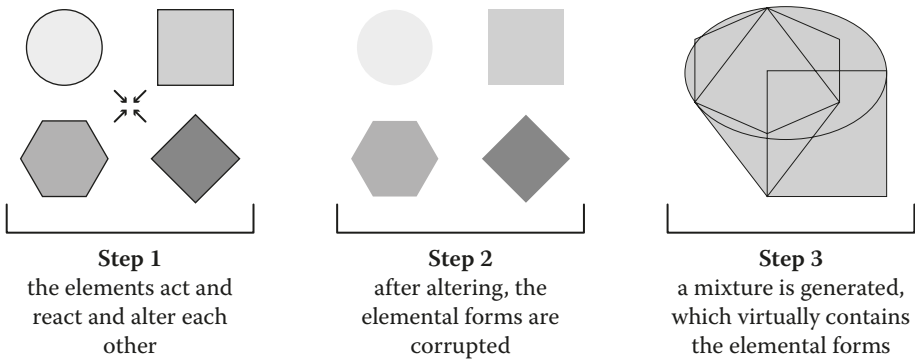 Step 1
the elements act and
react and alter each
other
Step 2
after altering, the
elemental forms are
corrupted
Step 3
a mixture is generated,
which virtually contains
the elemental forms